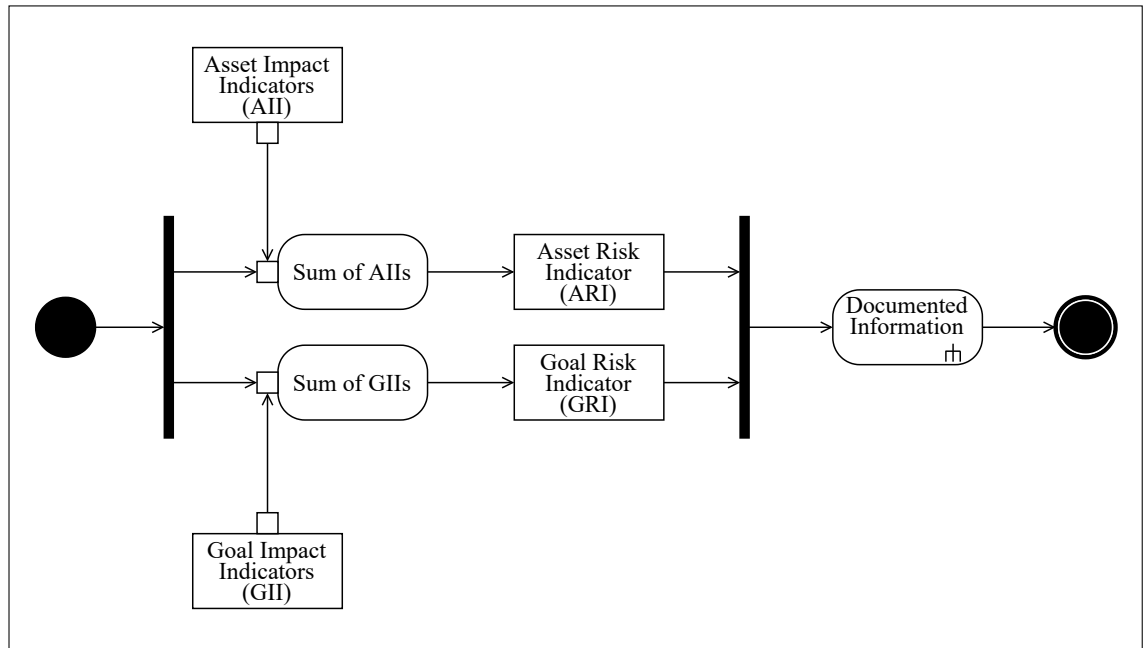 Asset Impact
Indicators
(AII)
Sum of AIIs
Asset Risk
Indicator
(ARI)
Documented
Information
Sum of GIIs
Goal Risk
Indicator
(GRI)
Goal Impact
Indicators
(GII)